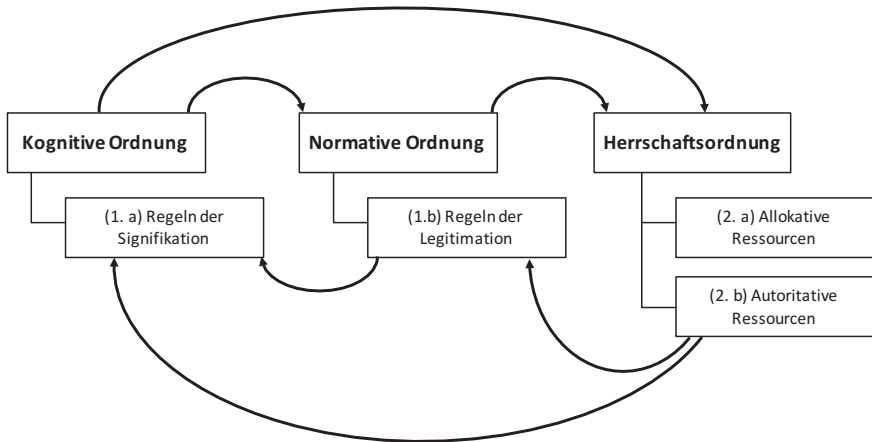 Kognitive Ordnung
Normative Ordnung
Herrschaftsordnung
(1. a) Regeln der
Signifikation
(1.b) Regeln der
Legitimation
(2. a) Allokative
Ressourcen
(2. b) Autoritative
Ressourcen